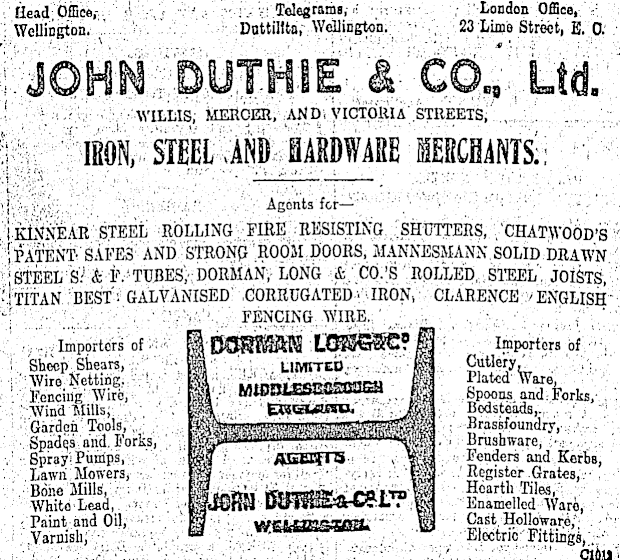 Head Office,
Wellington.
Telegrams,
Duttilita, Wellington.
London Office,
23 Lime Street, E. C.
JOHN DUTHIE & CO., Ltd.
WILLIS, MERCER, AND VICTORIA STREETS,
IRON, STEEL AND HARDWARE MERCHANTS.
Agents for—
KINNEAR STEEL ROLLING FIRE RESISTING SHUTTERS, CHATWOOD'S
PATENT SAFES AND STRONG ROOM DOORS, MANNESMANN SOLID DRAWN
STEEL S. & F. TUBES, DORMAN, LONG & CO.'S ROLLED STEEL JOISTS,
TITAN BEST GALVANISED CORRUGATED IRON, CLARENCE ENGLISH
FENCING WIRE.
Importers of
Sheep Shears,
Wire Netting,
Fencing Wire,
Wind Mills,
Garden Tools,
Spades and Forks,
Spray Pumps,
Lawn Mowers,
Bone Mills,
White Lead,
Paint and Oil,
Varnish,
DORMAN LONG & Co
LIMITED
MIDDLESBOROUGH
ENGLAND.
AGENTS
JOHN DUTHIE & Co LTD
WELLINGTON.
Importers of
Cutlery,
Plated Ware,
Spoons and Forks,
Bedsteads,
Brassfoundry,
Brushware,
Fenders and Kerbs,
Register Grates,
Hearth Tiles,
Enamelled Ware,
Cast Holloware,
Electric Fittings,